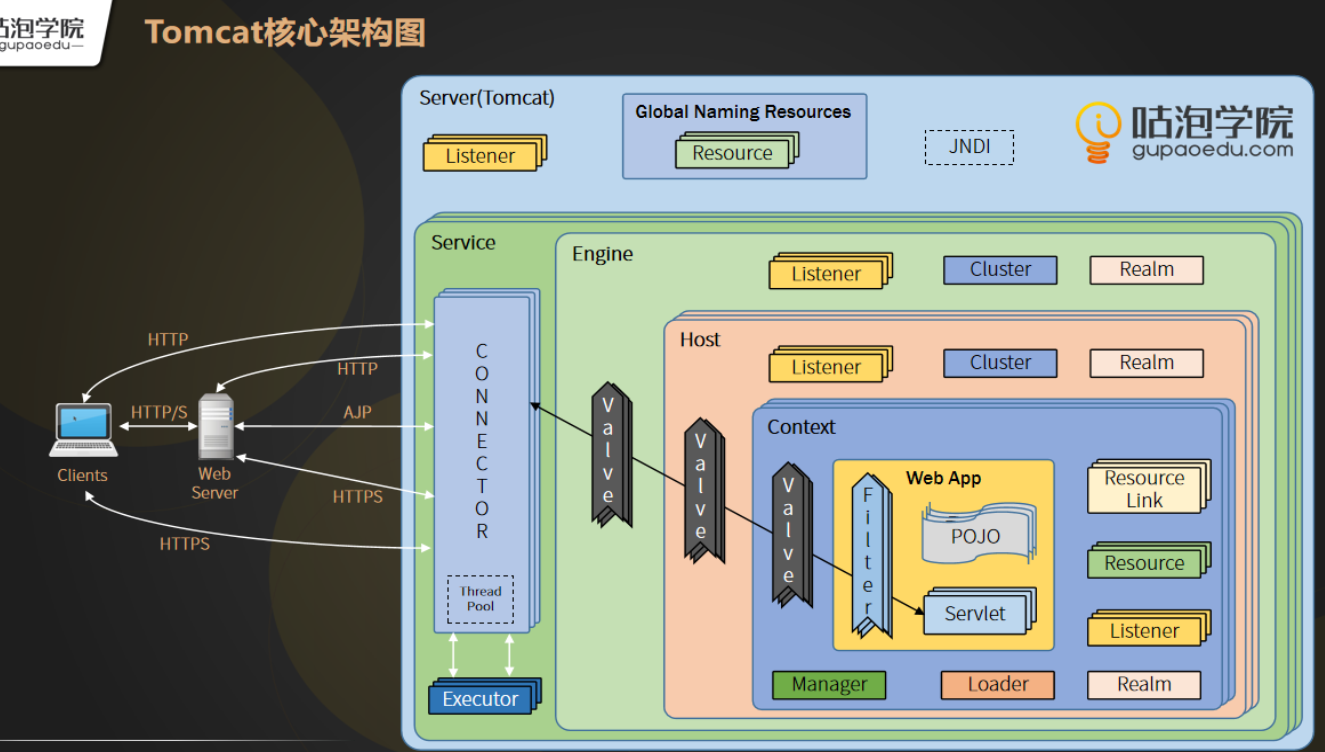 咕泡学院
gupaoedu
Tomcat核心架构图
Server(Tomcat)
Listener
Global Naming Resources
Resource
JNDI
咕泡学院
gupaoedu.com
Service
Engine
Listener
Cluster
Realm
Host
Listener
Cluster
Realm
Context
Web App
Filter
POJO
Servlet
Resource
Link
Resource
Listener
Manager
Loader
Realm
Valve
Valve
Valve
CONNECTOR
Thread
Pool
Executor
HTTP
HTTP
HTTP/S
AJP
HTTPS
HTTPS
Clients
Web
Server